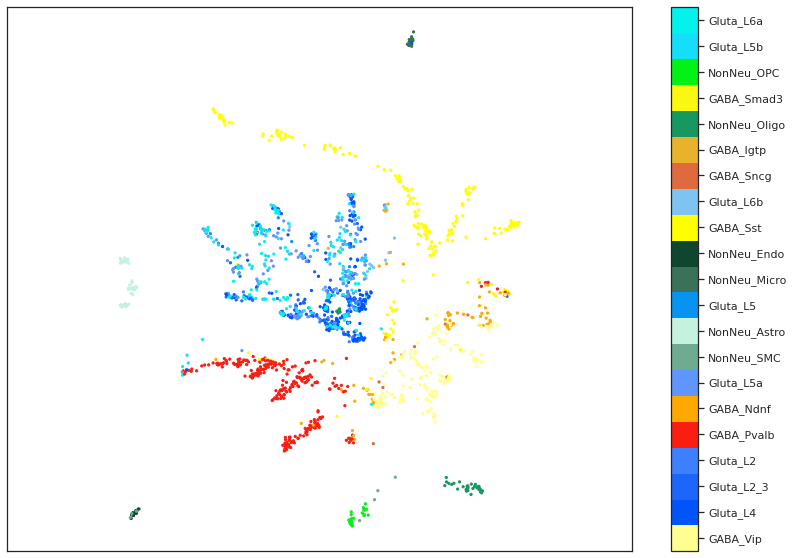 Gluta_L6a
Gluta_L5b
NonNeu_OPC
GABA_Smad3
NonNeu_Oligo
GABA_Igtp
GABA_Sncg
Gluta_L6b
GABA_Sst
NonNeu_Endo
NonNeu_Micro
Gluta_L5
NonNeu_Astro
NonNeu_SMC
Gluta_L5a
GABA_Ndnf
GABA_Pvalb
Gluta_L2
Gluta_L2_3
Gluta_L4
GABA_Vip